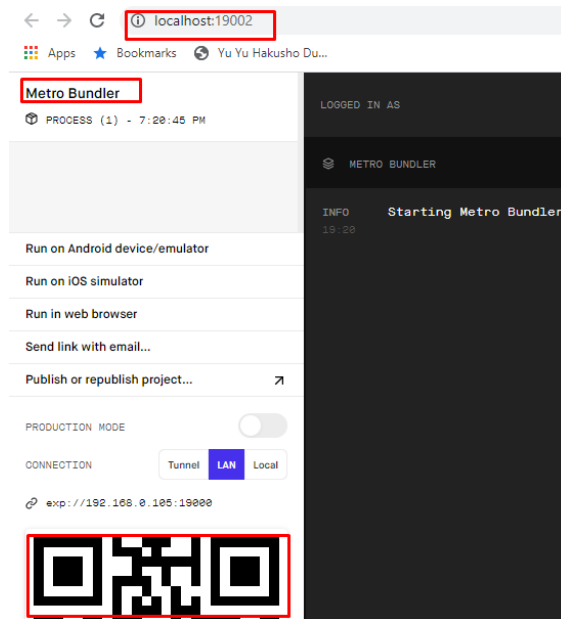 localhost:19002
Apps Bookmarks Yu Yu Hakusho Du...
Metro Bundler
PROCESS (1) - 7:20:45 PM
Run on Android device/emulator
Run on iOS simulator
Run in web browser
Send link with email...
Publish or republish project...
PRODUCTION MODE
CONNECTION Tunnel LAN Local
exp://192.168.0.105:19000
LOGGED IN AS
METRO BUNDLER
INFO Starting Metro Bundler
19:20